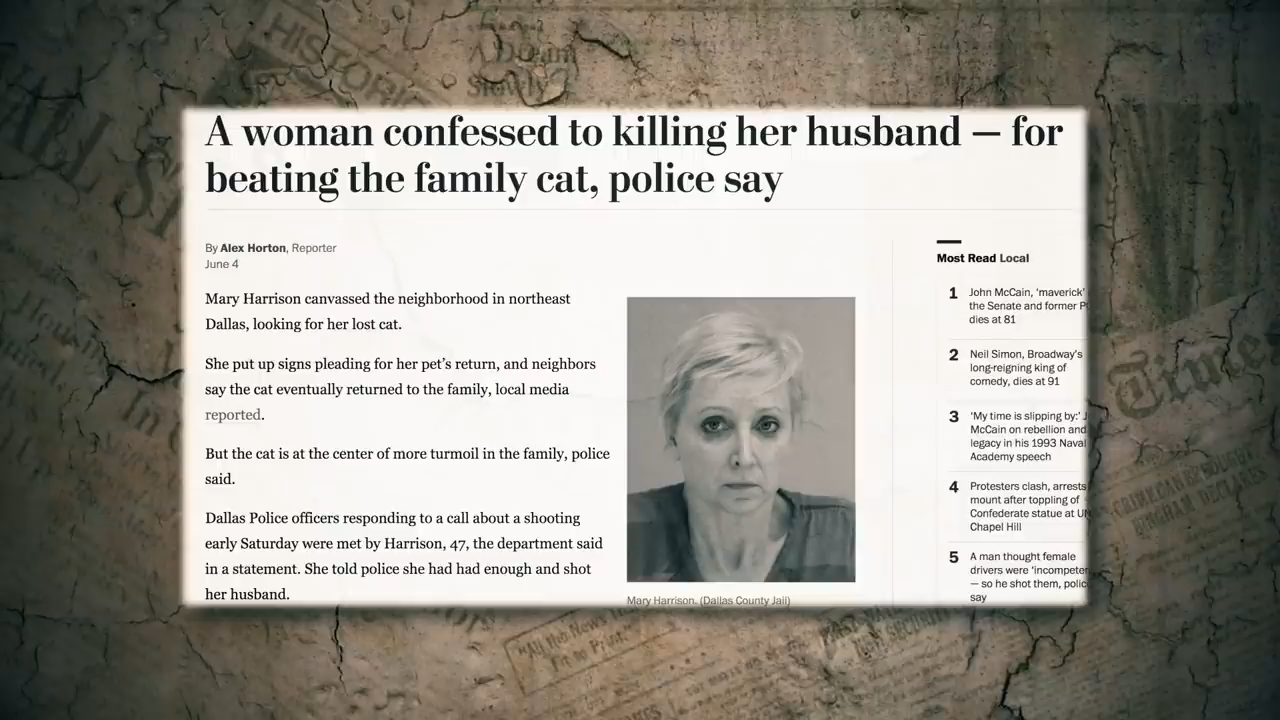 HISTORIC
A woman confessed to killing her husband — for
beating the family cat, police say
By Alex Horton, Reporter
June 4
Mary Harrison canvassed the neighborhood in northeast
Dallas, looking for her lost cat.
She put up signs pleading for her pet’s return, and neighbors
say the cat eventually returned to the family, local media
reported.
But the cat is at the center of more turmoil in the family, police
said.
Dallas Police officers responding to a call about a shooting
early Saturday were met by Harrison, 47, the department said
in a statement. She told police she had had enough and shot
her husband.
Mary Harrison. (Dallas County Jail)
Most Read Local
1 John McCain, ‘maverick’
the Senate and former
dies at 81
2 Neil Simon, Broadway’s
long-reigning king of
comedy, dies at 91
3 ‘My time is slipping by:’
McCain on rebellion and
legacy in his 1993 Naval
Academy speech
4 Protesters clash, arrests
mount after toppling of
Confederate statue at
Chapel Hill
5 A man thought female
drivers were
— so he shot them,
say
Times
"All the News
Fit to Print."